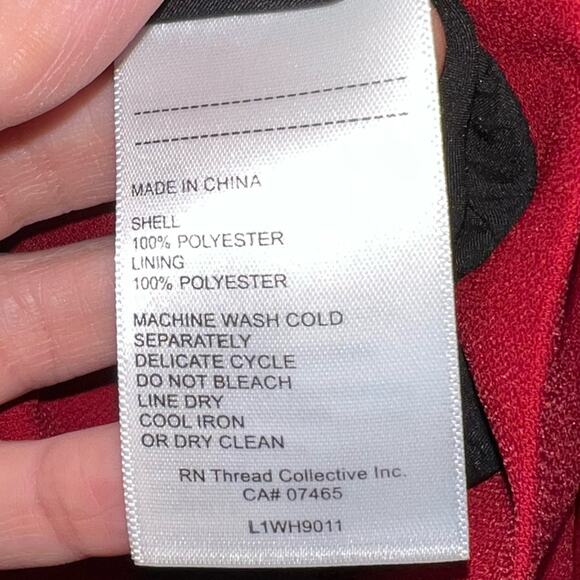 MADE IN CHINA
SHELL
100% POLYESTER
LINING
100% POLYESTER
MACHINE WASH COLD
SEPARATELY
DELICATE CYCLE
DO NOT BLEACH
LINE DRY
COOL IRON
OR DRY CLEAN
RN Thread Collective Inc.
CA# 07465
L1WH9011